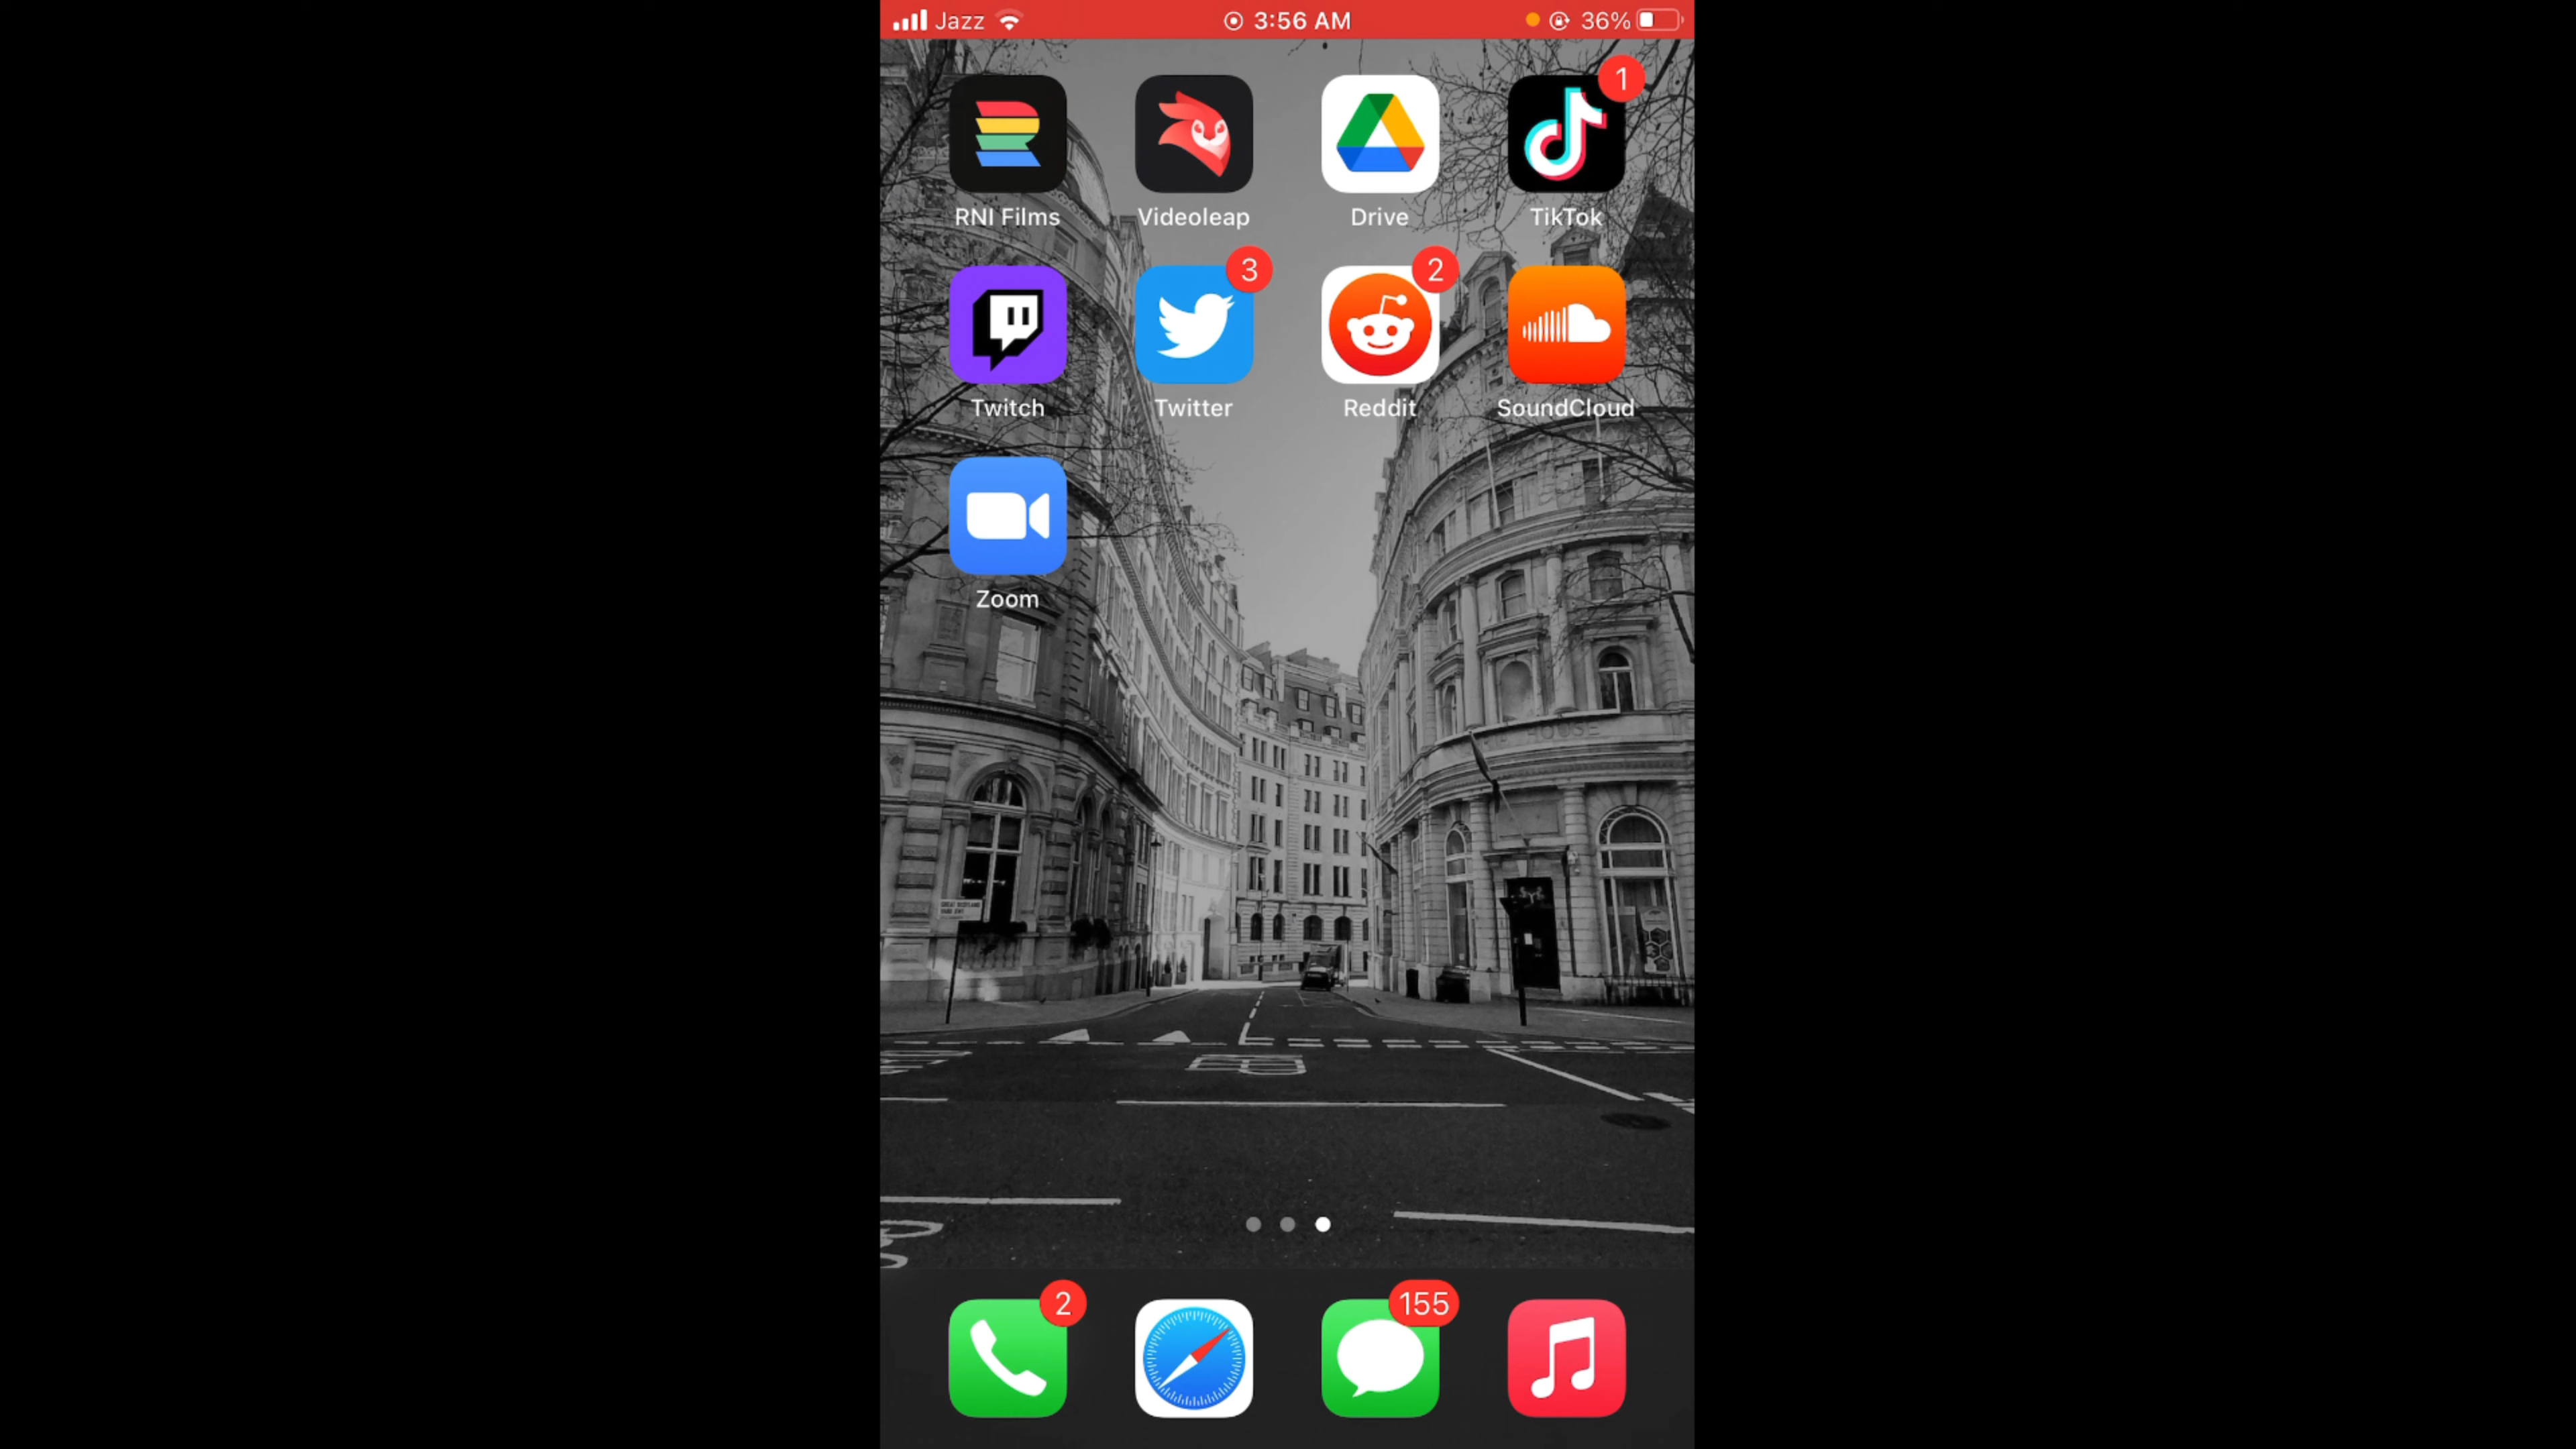 Jazz 3:56 AM 36%
1
RNI Films Videoleap Drive TikTok
3 2
Twitch Twitter Reddit SoundCloud
Zoom
HOUSE
2 155